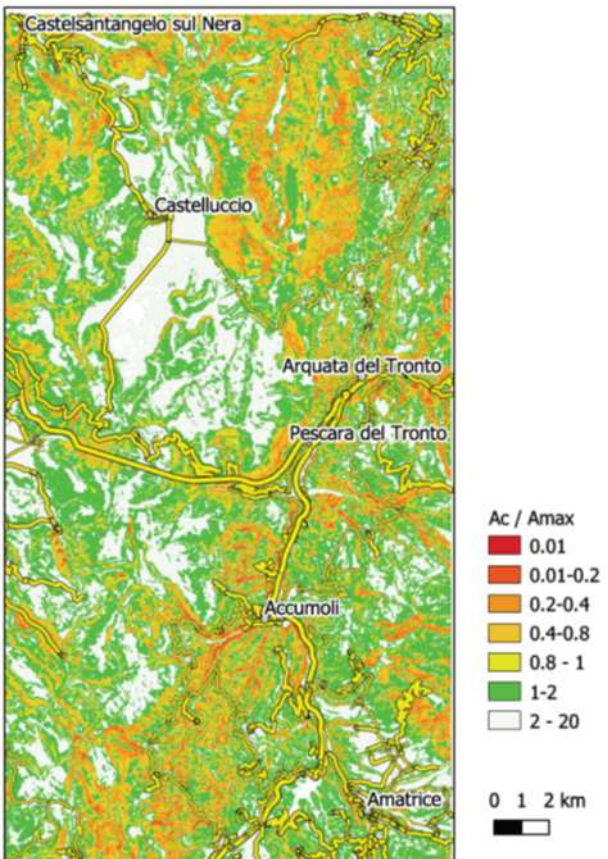 Castelsantangelo sul Nera
Castelluccio
Arquata del Tronto
Pescara del Tronto
Accumoli
Amatrice
Ac / Amax
0.01
0.01-0.2
0.2-0.4
0.4-0.8
0.8 - 1
1-2
2 - 20
0 1 2 km